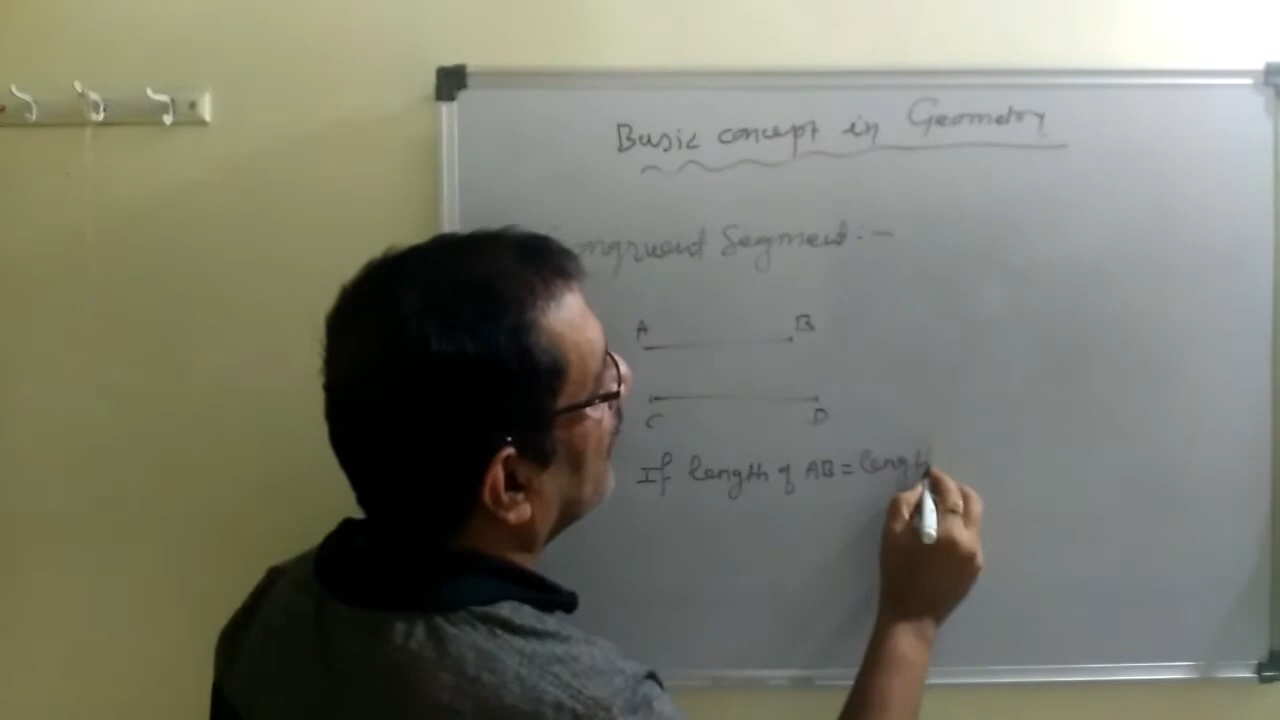 Basic concept in Geometry
Congruent Segment :-
A B
C D
If length of AB = length